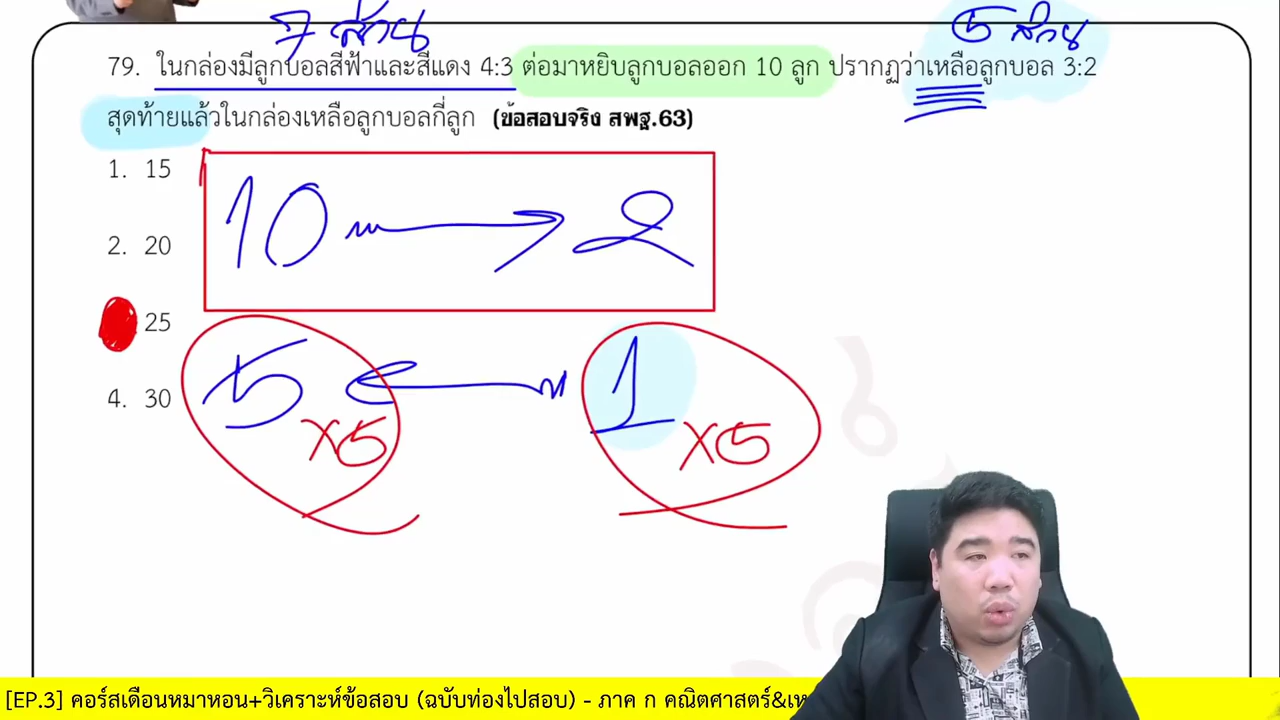 7 ส่วน
5 ส่วน
79. ในกล่องมีลูกบอลสีฟ้าและสีแดง 4:3 ต่อมาหยิบลูกบอลออก 10 ลูก ปรากฏว่าเหลือลูกบอล 3:2
สุดท้ายแล้วในกล่องเหลือลูกบอลกี่ลูก (ข้อสอบจริง สพฐ.63)
1. 15
2. 20
25
4. 30
10 → 2
5 ← 1
×5 ×5
[EP.3] คอร์สเดือนหมาหอน+วิเคราะห์ข้อสอบ (ฉบับท่องไปสอบ) - ภาค ก คณิตศาสตร์&เห